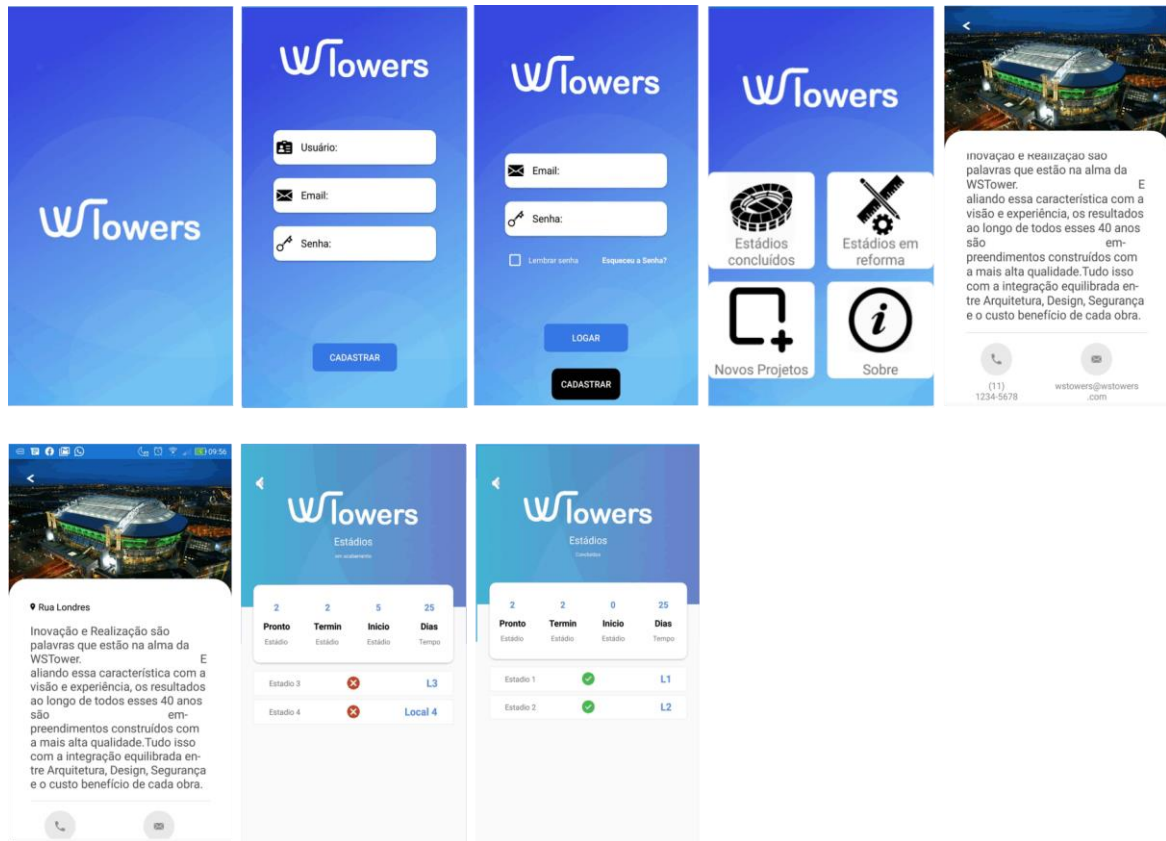 WTowers
WTowers
Usuário:
Email:
Senha:
CADASTRAR
WTowers
Email:
Senha:
Lembrar senha Esqueceu a Senha?
LOGAR
CADASTRAR
WTowers
Estádios
concluídos
Estádios em
reforma
Novos Projetos
Sobre
<
Inovação e Realização são
palavras que estão na alma da
WSTower. E
aliando essa característica com a
visão e experiência, os resultados
ao longo de todos esses 40 anos
são em-
preendimentos construídos com
a mais alta qualidade.Tudo isso
com a integração equilibrada en-
tre Arquitetura, Design, Segurança
e o custo benefício de cada obra.
(11)
1234-5678
wstowers@wstowers
.com
09:56
<
Rua Londres
Inovação e Realização são
palavras que estão na alma da
WSTower. E
aliando essa característica com a
visão e experiência, os resultados
ao longo de todos esses 40 anos
são em-
preendimentos construídos com
a mais alta qualidade.Tudo isso
com a integração equilibrada en-
tre Arquitetura, Design, Segurança
e o custo benefício de cada obra.
WTowers
Estádios
em acabamento
2 2 5 25
Pronto Termin Inicio Dias
Estádio Estádio Estádio Tempo
Estadio 3 L3
Estadio 4 Local 4
WTowers
Estádios
Concluídos
2 2 0 25
Pronto Termin Inicio Dias
Estádio Estádio Estádio Tempo
Estadio 1 L1
Estadio 2 L2